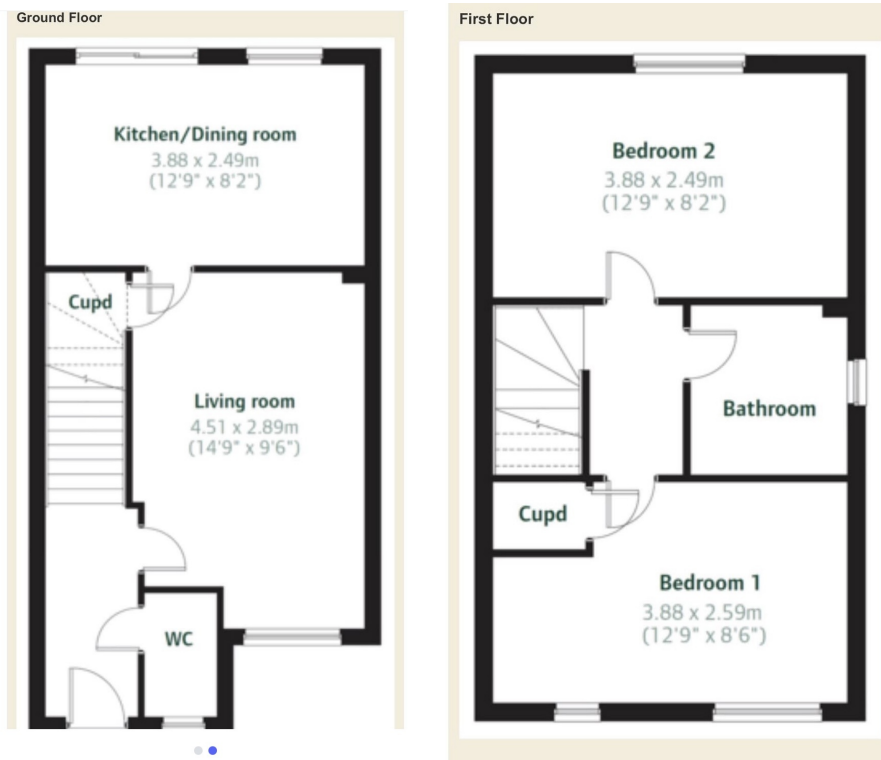 Ground Floor
Kitchen/Dining room
3.88 x 2.49m
(12'9" x 8'2")
Cupd
Living room
4.51 x 2.89m
(14'9" x 9'6")
WC
First Floor
Bedroom 2
3.88 x 2.49m
(12'9" x 8'2")
Bathroom
Cupd
Bedroom 1
3.88 x 2.59m
(12'9" x 8'6")